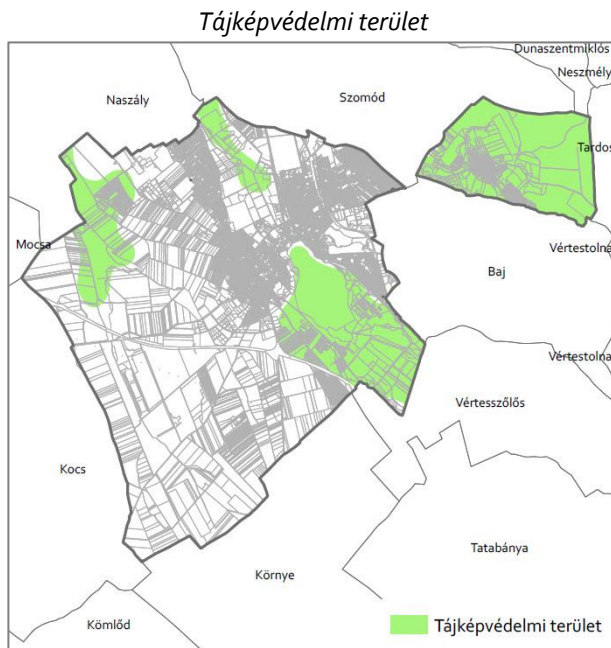 Tájképvédelmi terület
Dunaszentmiklós
Neszmély
Naszály
Szomód
Tardos
Mocsa
Vértestolna
Baj
Vértestolna
Vértesszőlős
Kocs
Tatabánya
Környe
Kömlőd
Tájképvédelmi terület